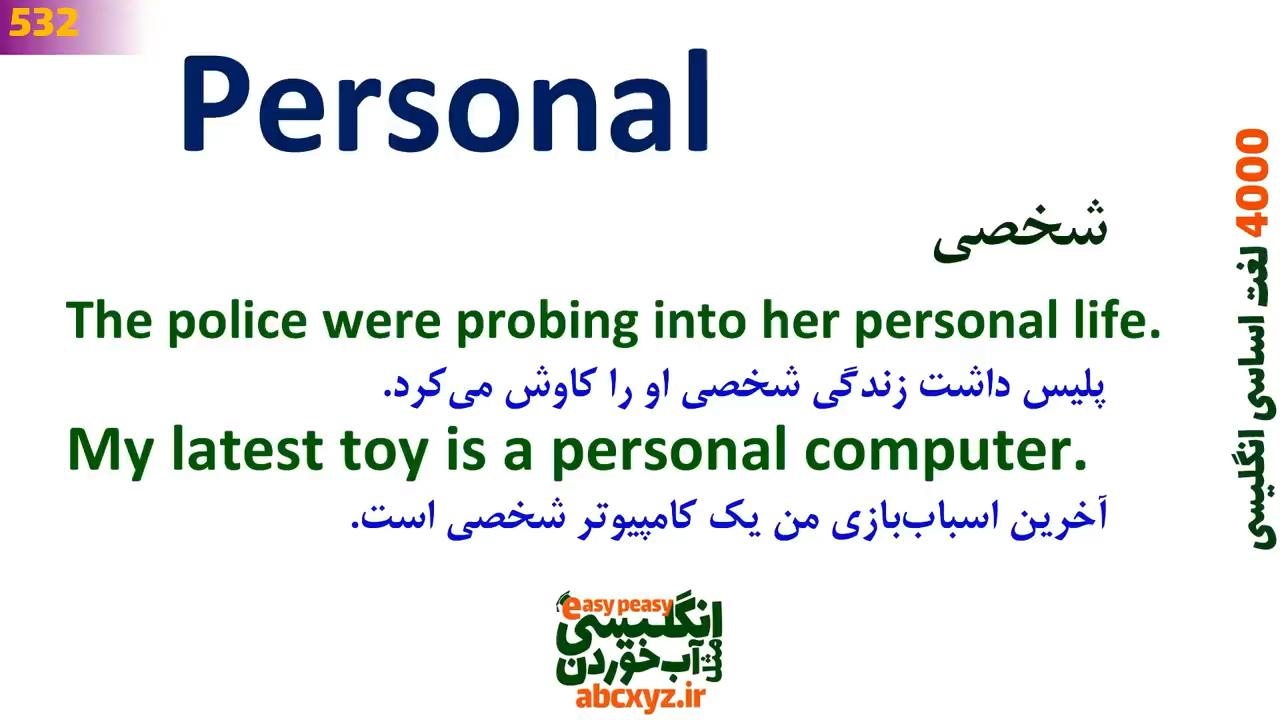 532
Personal
شخصی
The police were probing into her personal life.
پلیس داشت زندگی شخصی او را کاوش می‌کرد.
My latest toy is a personal computer.
آخرین اسباب‌بازی من یک کامپیوتر شخصی است.
4000 لغت اساسی انگلیسی
easy peasy
انگلیسی
مثل آب خوردن
abcxyz.ir